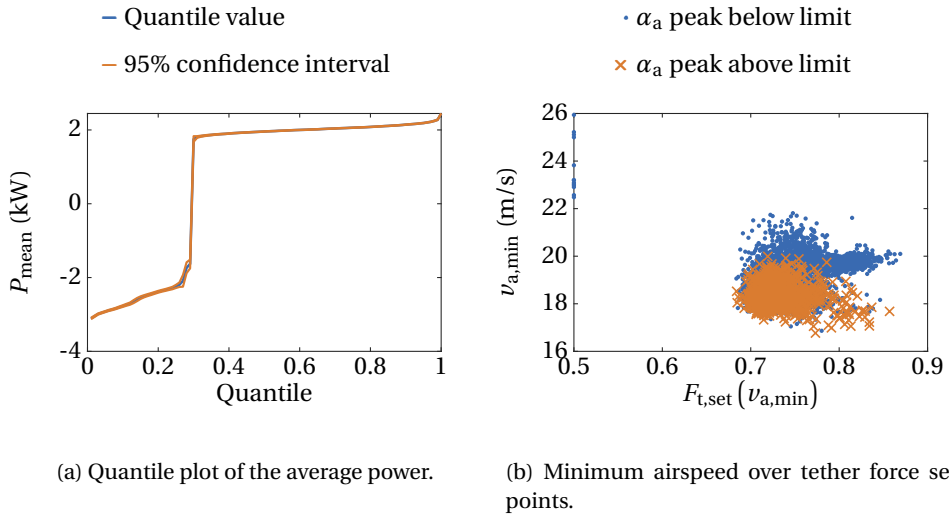 Quantile value
95% confidence interval
αa peak below limit
αa peak above limit
2
0
-2
-4
Pmean (kW)
0
0.2
0.4
0.6
0.8
1
Quantile
26
24
22
20
18
16
va,min (m/s)
0.5
0.6
0.7
0.8
0.9
Ft,set (va,min)
(a) Quantile plot of the average power.
(b) Minimum airspeed over tether force se
points.